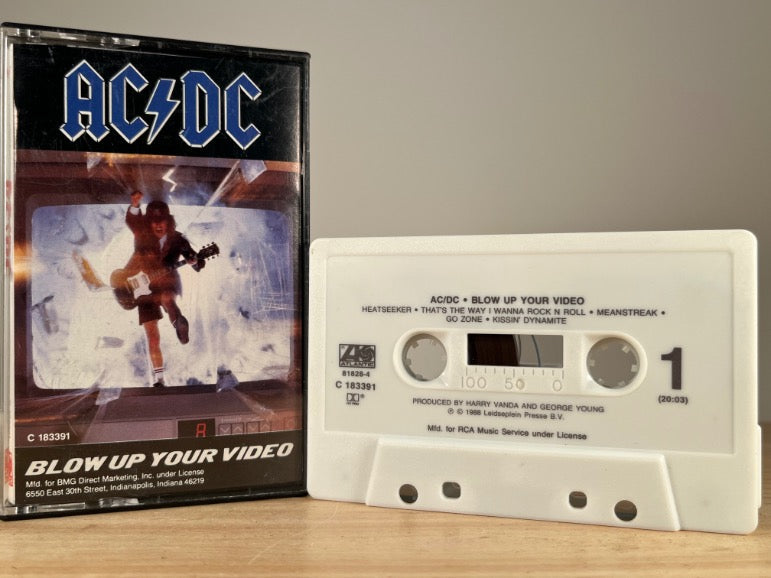 AC/DC
C 183391
BLOW UP YOUR VIDEO
Mfd. for BMG Direct Marketing, Inc. under License
6550 East 30th Street, Indianapolis, Indiana 46219
AC/DC • BLOW UP YOUR VIDEO
HEATSEEKER • THAT'S THE WAY I WANNA ROCK N ROLL • MEANSTREAK •
GO ZONE • KISSIN' DYNAMITE
ATLANTIC
81828-4
C 183391
100 50 0
1
(20:03)
PRODUCED BY HARRY VANDA AND GEORGE YOUNG
℗ © 1988 Leidseplein Presse B.V.
Mfd. for RCA Music Service under License